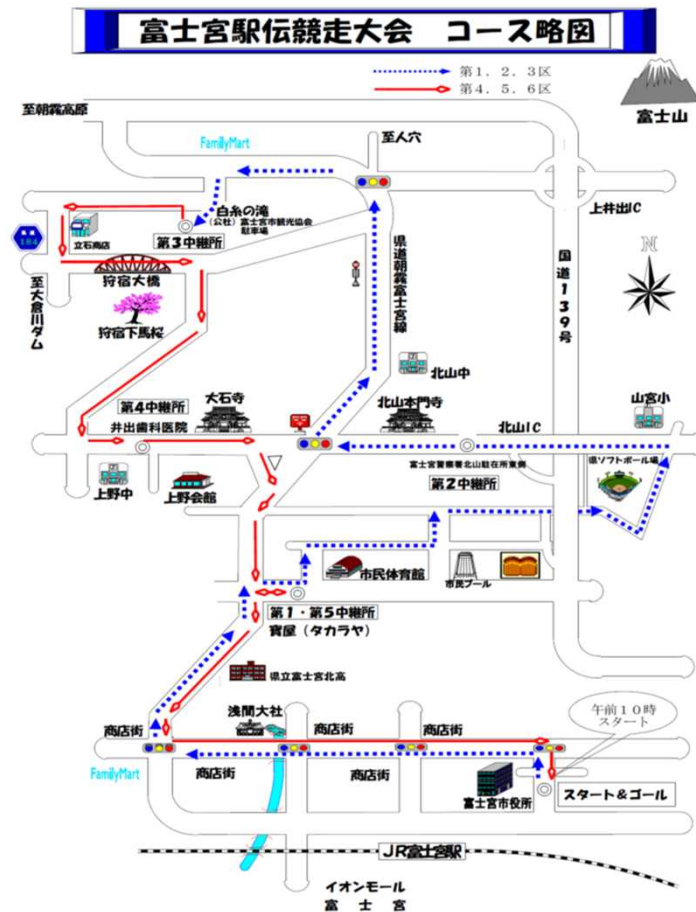 富士宮駅伝競走大会 コース略図
第1．2．3区
第4．5．6区
富士山
至朝霧高原
FamilyMart
至人穴
上井出IC
白糸の滝
（公社）富士宮市観光協会
駐車場
184
立石商店
第3中継所
県道朝霧富士宮線
国道139号
N
狩宿大橋
至大倉川ダム
狩宿下馬桜
北山中
山宮小
第4中継所
大石寺
北山本門寺
北山IC
井出歯科医院
県ソフトボール場
富士宮警察署北山駐在所東側
第2中継所
上野中
上野会館
市民体育館
市民プール
第1・第5中継所
寶屋（タカラヤ）
県立富士宮北高
午前10時
スタート
浅間大社
商店街
商店街
商店街
FamilyMart
商店街
商店街
富士宮市役所
スタート＆ゴール
JR富士宮駅
イオンモール
富士宮